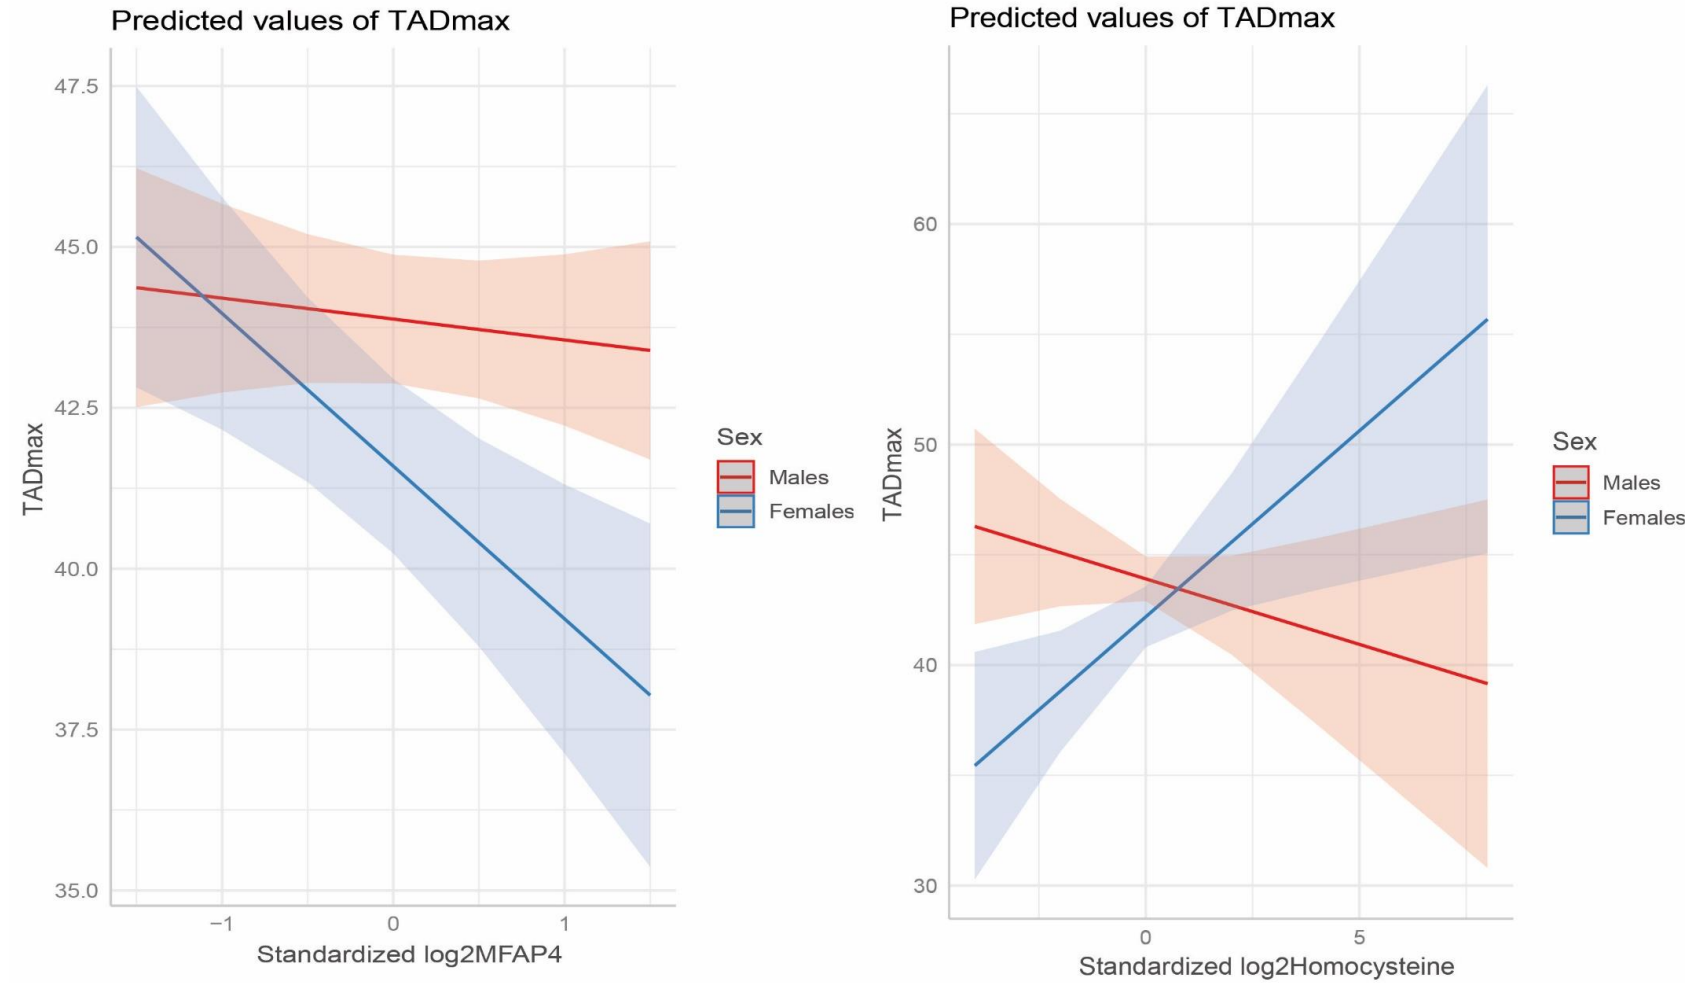 Predicted values of TADmax
47.5
45.0
42.5
40.0
37.5
35.0
TADmax
−1
0
1
Standardized log2MFAP4
Sex
Males
Females
Predicted values of TADmax
60
50
40
30
TADmax
0
5
Standardized log2Homocysteine
Sex
Males
Females